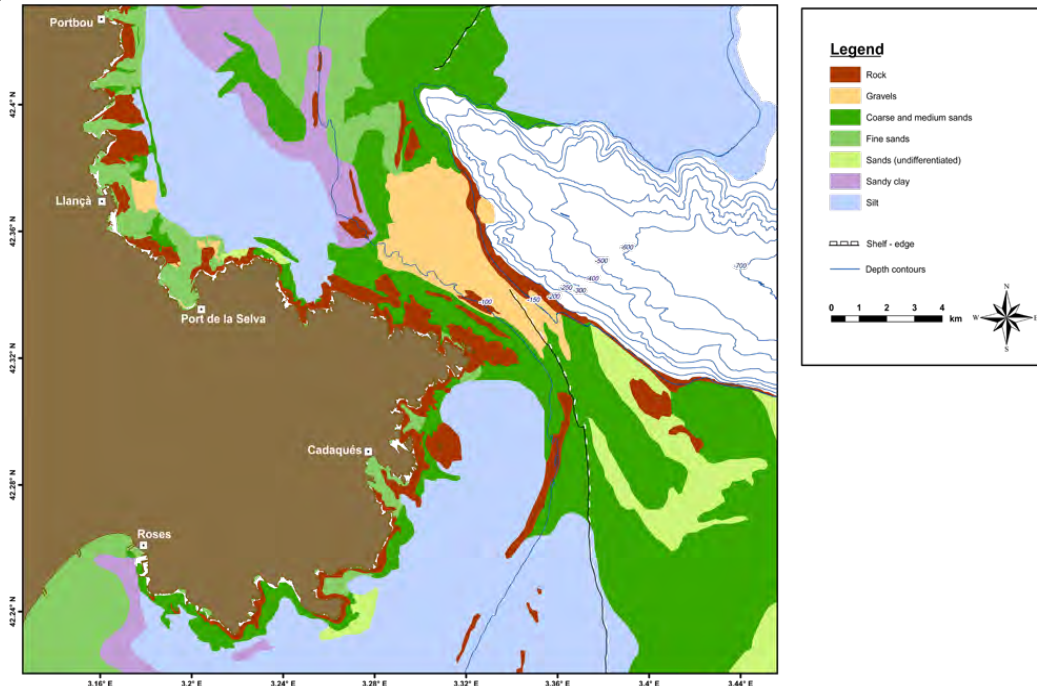 Portbou
Llançà
Port de la Selva
Cadaqués
Roses
42.4° N
42.36° N
42.32° N
42.28° N
42.24° N
3.16° E
3.2° E
3.24° E
3.28° E
3.32° E
3.36° E
3.4° E
3.44° E
-600
-500
-400
-700
-250
-300
-200
-150
-100
Legend
Rock
Gravels
Coarse and medium sands
Fine sands
Sands (undifferentiated)
Sandy clay
Silt
Shelf - edge
Depth contours
0 1 2 3 4 km
N
W E
S